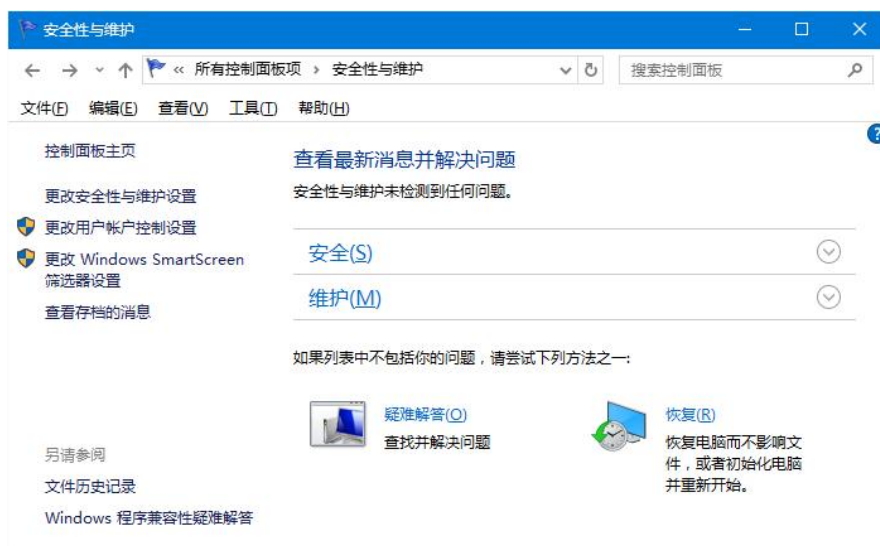 安全性与维护
« 所有控制面板项 › 安全性与维护
搜索控制面板
文件(F) 编辑(E) 查看(V) 工具(T) 帮助(H)
控制面板主页
更改安全性与维护设置
更改用户帐户控制设置
更改 Windows SmartScreen
筛选器设置
查看存档的消息
另请参阅
文件历史记录
Windows 程序兼容性疑难解答
查看最新消息并解决问题
安全性与维护未检测到任何问题。
安全(S)
维护(M)
如果列表中不包括你的问题，请尝试下列方法之一:
疑难解答(O)
查找并解决问题
恢复(R)
恢复电脑而不影响文
件，或者初始化电脑
并重新开始。
?